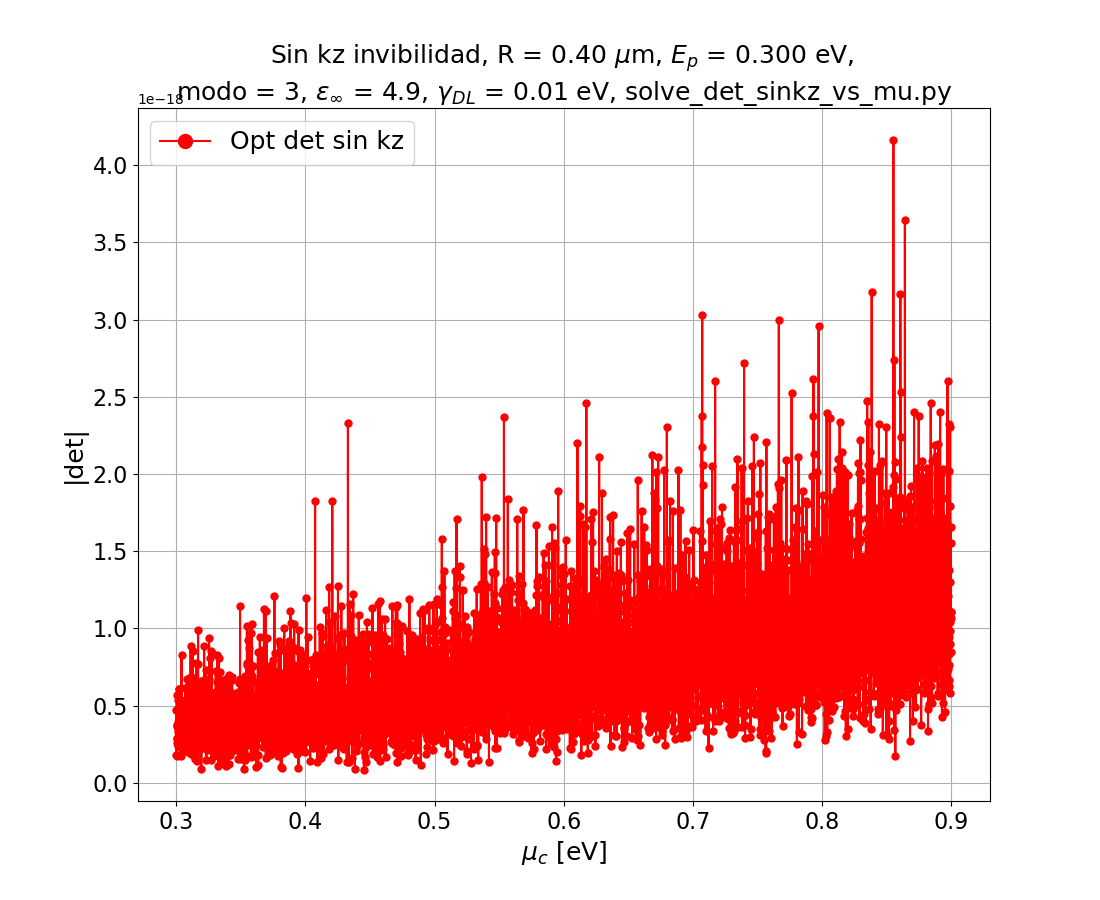 Sin kz invibilidad, R = 0.40 μm, E_p = 0.300 eV,
modo = 3, ε_∞ = 4.9, γ_DL = 0.01 eV, solve_det_sinkz_vs_mu.py
1e−18
Opt det sin kz
4.0
3.5
3.0
2.5
2.0
1.5
1.0
0.5
0.0
|det|
0.3 0.4 0.5 0.6 0.7 0.8 0.9
μ_c [eV]